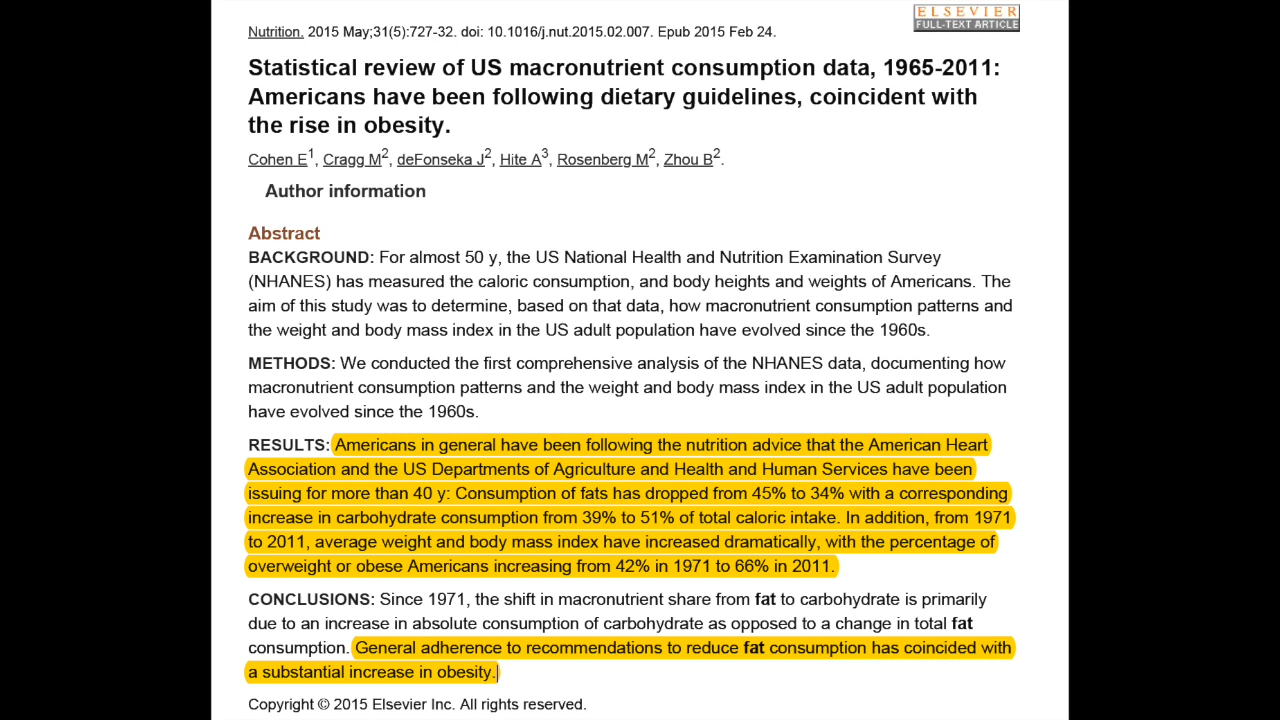 ELSEVIER
FULL-TEXT ARTICLE
Nutrition. 2015 May;31(5):727-32. doi: 10.1016/j.nut.2015.02.007. Epub 2015 Feb 24.
Statistical review of US macronutrient consumption data, 1965-2011:
Americans have been following dietary guidelines, coincident with
the rise in obesity.
Cohen E1, Cragg M2, deFonseka J2, Hite A3, Rosenberg M2, Zhou B2.
Author information
Abstract
BACKGROUND: For almost 50 y, the US National Health and Nutrition Examination Survey
(NHANES) has measured the caloric consumption, and body heights and weights of Americans. The
aim of this study was to determine, based on that data, how macronutrient consumption patterns and
the weight and body mass index in the US adult population have evolved since the 1960s.
METHODS: We conducted the first comprehensive analysis of the NHANES data, documenting how
macronutrient consumption patterns and the weight and body mass index in the US adult population
have evolved since the 1960s.
RESULTS: Americans in general have been following the nutrition advice that the American Heart
Association and the US Departments of Agriculture and Health and Human Services have been
issuing for more than 40 y: Consumption of fats has dropped from 45% to 34% with a corresponding
increase in carbohydrate consumption from 39% to 51% of total caloric intake. In addition, from 1971
to 2011, average weight and body mass index have increased dramatically, with the percentage of
overweight or obese Americans increasing from 42% in 1971 to 66% in 2011.
CONCLUSIONS: Since 1971, the shift in macronutrient share from fat to carbohydrate is primarily
due to an increase in absolute consumption of carbohydrate as opposed to a change in total fat
consumption. General adherence to recommendations to reduce fat consumption has coincided with
a substantial increase in obesity.
Copyright © 2015 Elsevier Inc. All rights reserved.